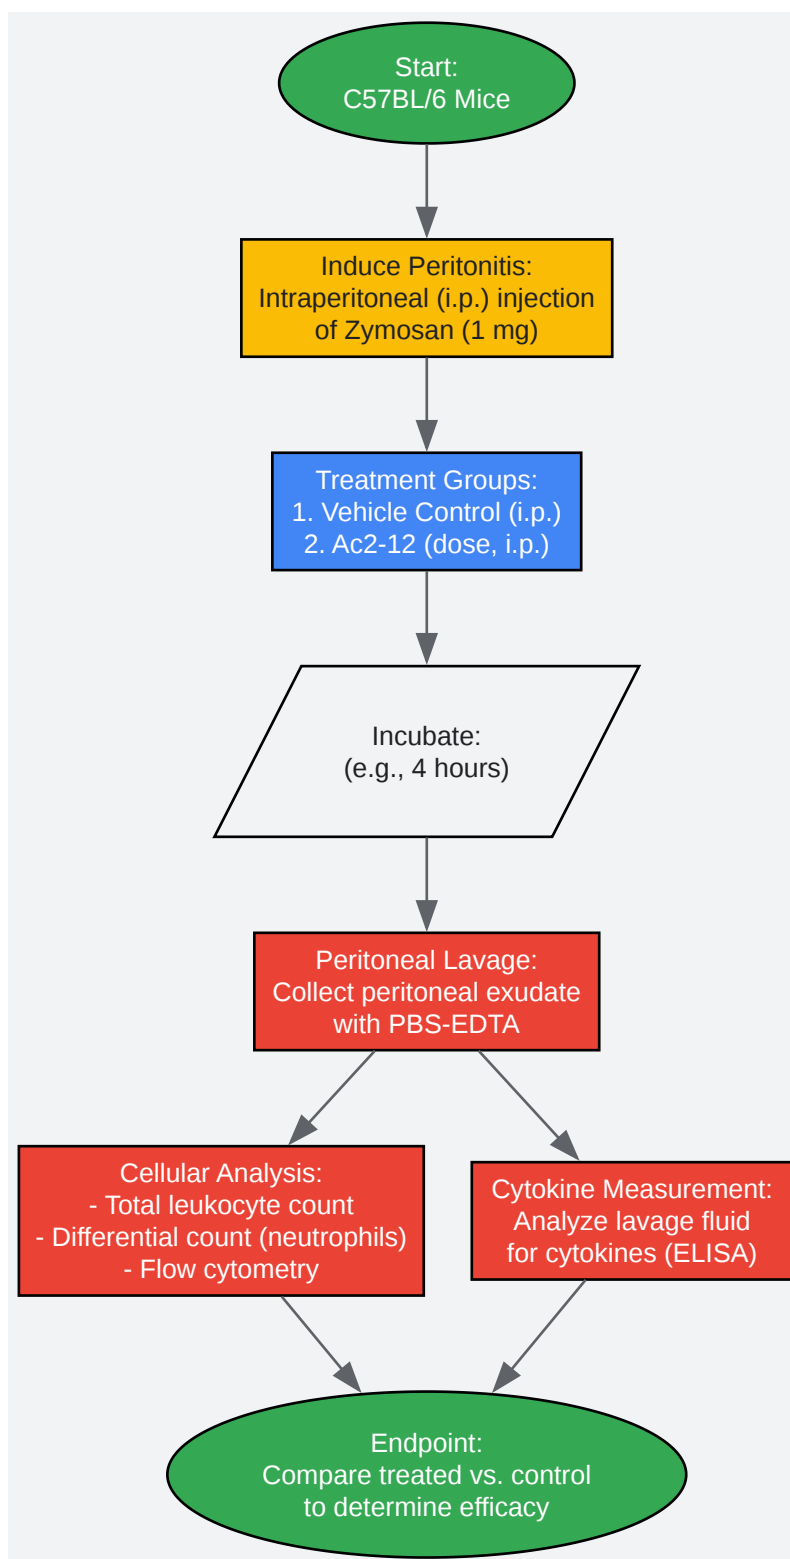 Start:
C57BL/6 Mice
Induce Peritonitis:
Intraperitoneal (i.p.) injection
of Zymosan (1 mg)
Treatment Groups:
1. Vehicle Control (i.p.)
2. Ac2-12 (dose, i.p.)
Incubate:
(e.g., 4 hours)
Peritoneal Lavage:
Collect peritoneal exudate
with PBS-EDTA
Cellular Analysis:
- Total leukocyte count
- Differential count (neutrophils)
- Flow cytometry
Cytokine Measurement:
Analyze lavage fluid
for cytokines (ELISA)
Endpoint:
Compare treated vs. control
to determine efficacy